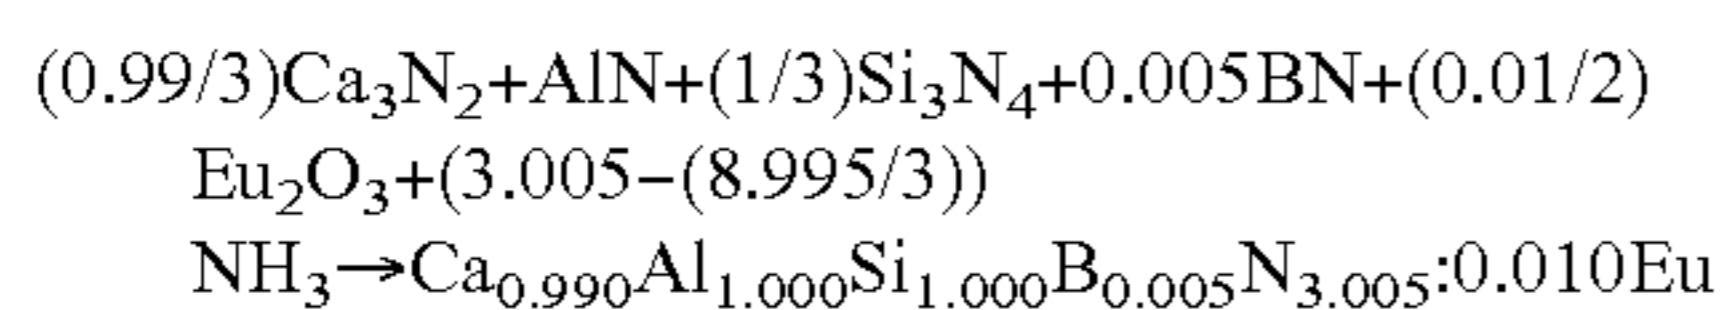 (0.99/3)Ca₃N₂+AlN+(1/3)Si₃N₄+0.005BN+(0.01/2)
Eu₂O₃+(3.005−(8.995/3))
NH₃→Ca₀.₉₉₀Al₁.₀₀₀Si₁.₀₀₀B₀.₀₀₅N₃.₀₀₅:0.010Eu